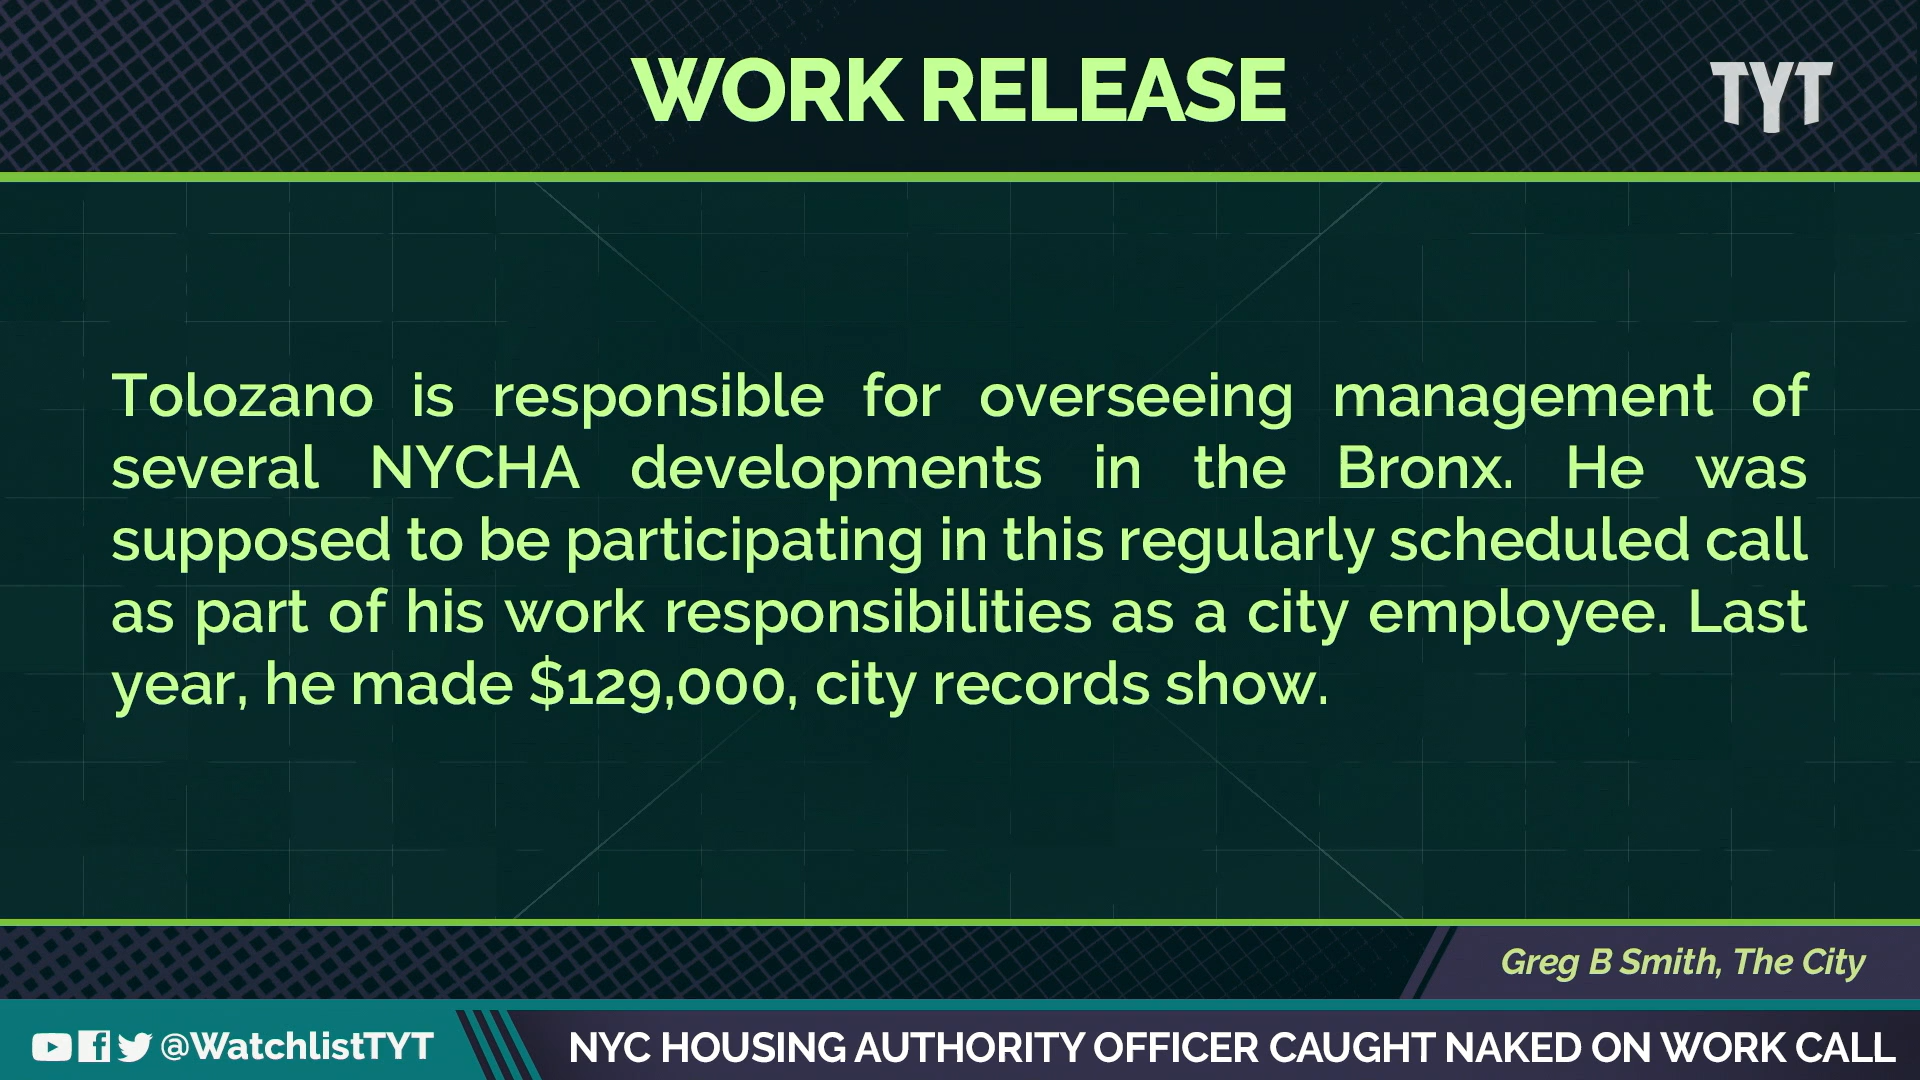 WORK RELEASE
TYT
Tolozano is responsible for overseeing management of
several NYCHA developments in the Bronx. He was
supposed to be participating in this regularly scheduled call
as part of his work responsibilities as a city employee. Last
year, he made $129,000, city records show.
Greg B Smith, The City
@WatchlistTYT
NYC HOUSING AUTHORITY OFFICER CAUGHT NAKED ON WORK CALL